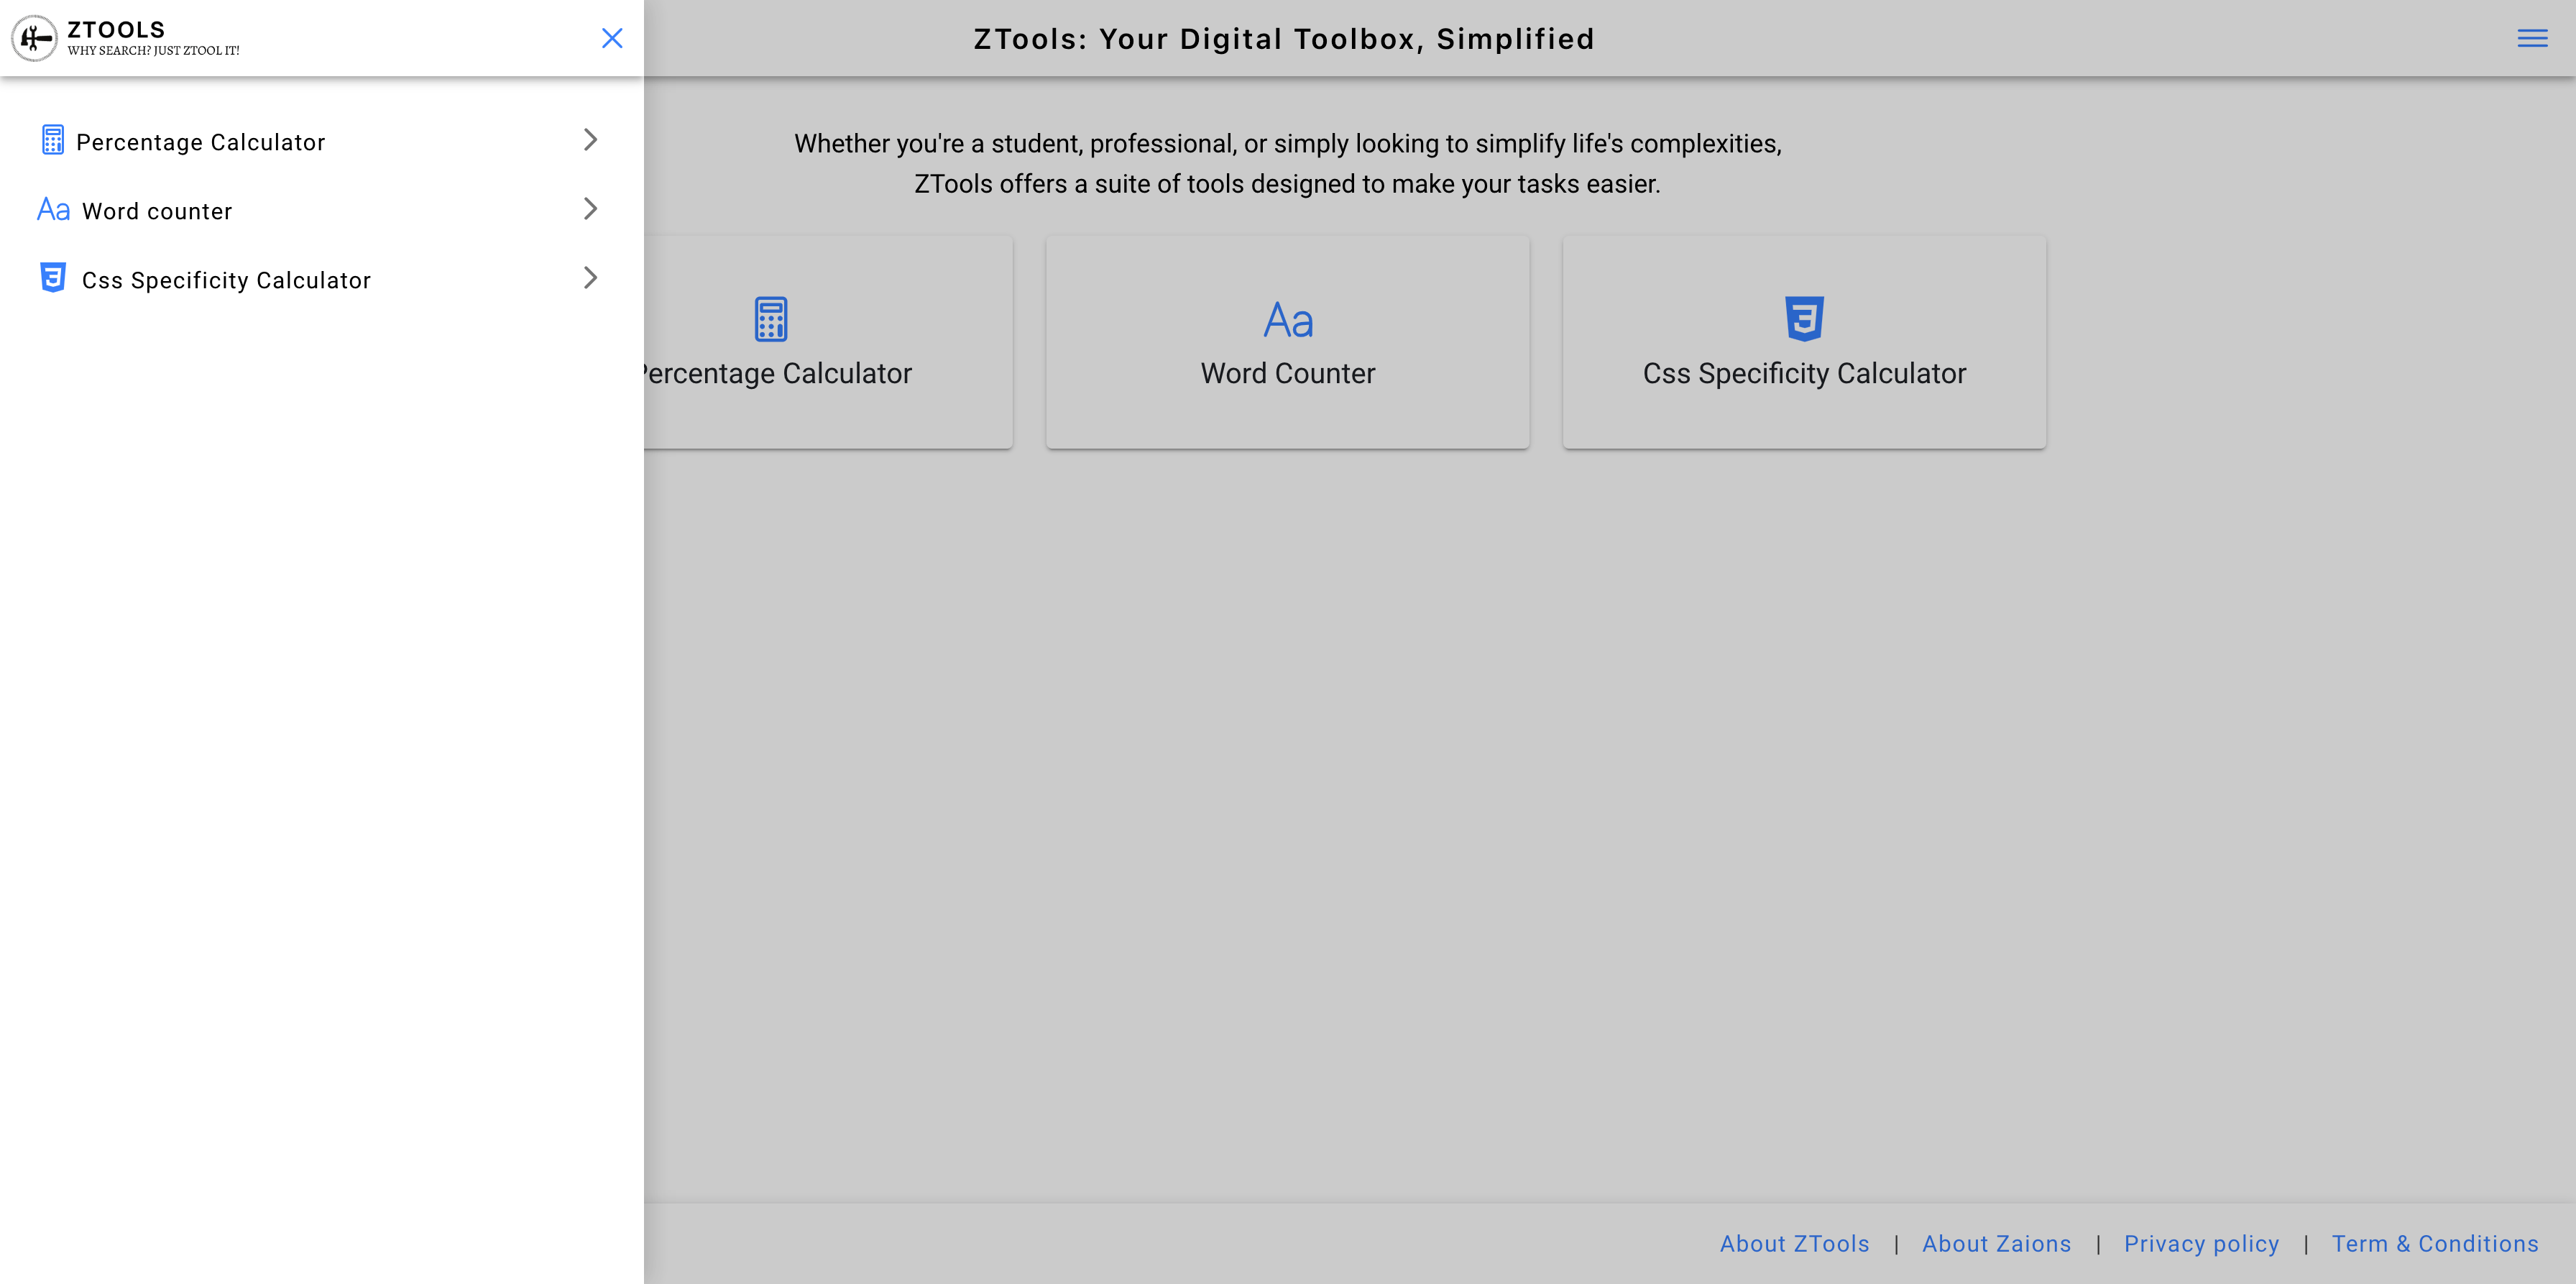 ZTOOLS
WHY SEARCH? JUST ZTOOL IT!
Percentage Calculator
Aa Word counter
Css Specificity Calculator
ZTools: Your Digital Toolbox, Simplified
Whether you're a student, professional, or simply looking to simplify life's complexities,
ZTools offers a suite of tools designed to make your tasks easier.
Percentage Calculator
Aa
Word Counter
Css Specificity Calculator
About ZTools | About Zaions | Privacy policy | Term & Conditions